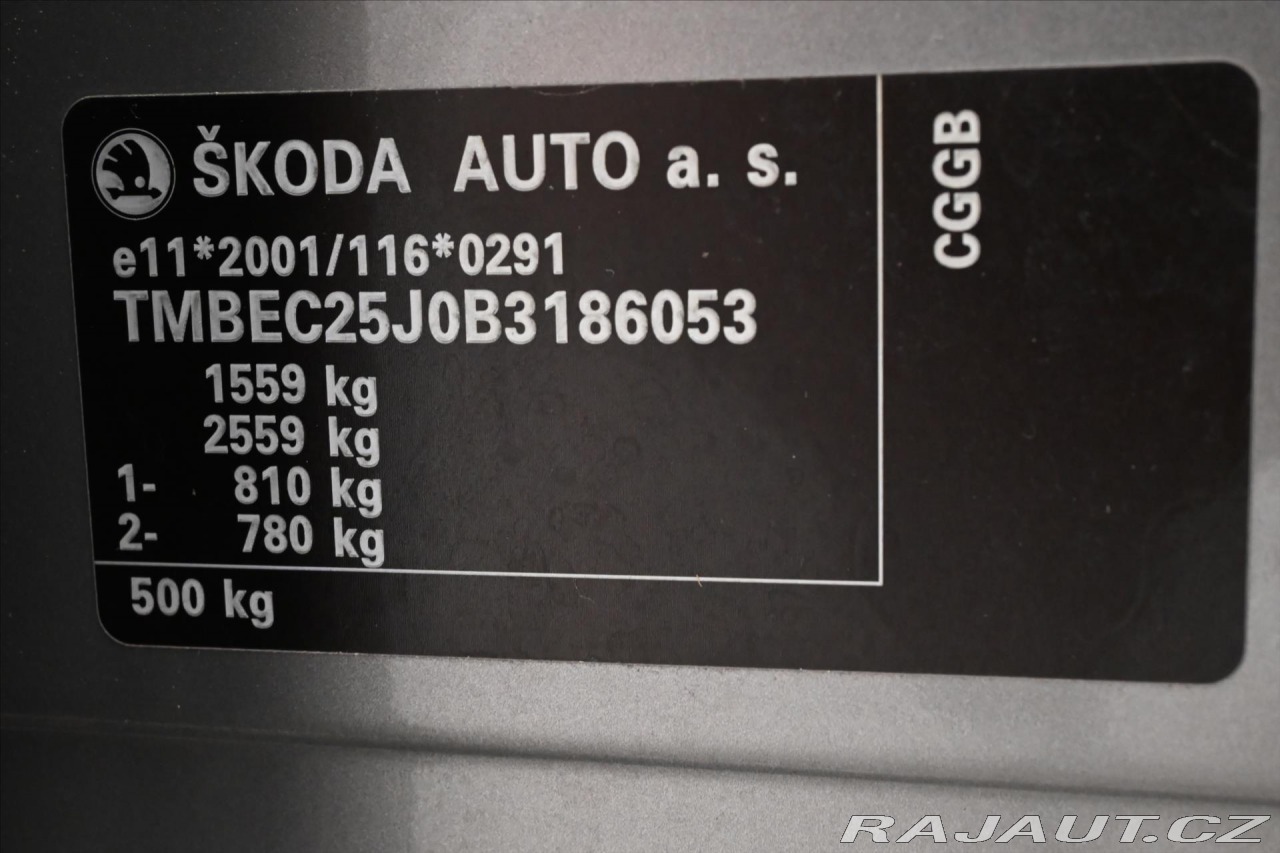 ŠKODA AUTO a. s.
e11*2001/116*0291
TMBEC25J0B3186053
1559 kg
2559 kg
1- 810 kg
2- 780 kg
500 kg
CGGB
RAJAUT.CZ